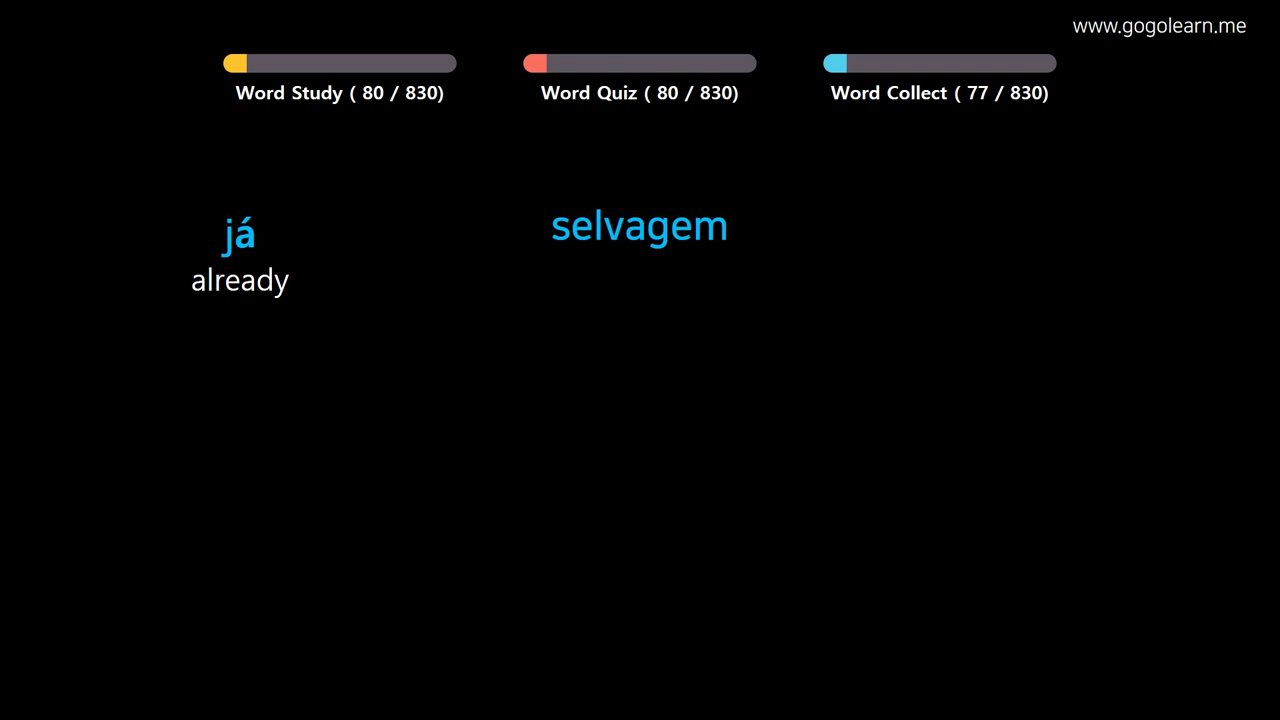 www.gogolearn.me
Word Study ( 80 / 830)
Word Quiz ( 80 / 830)
Word Collect ( 77 / 830)
já
already
selvagem